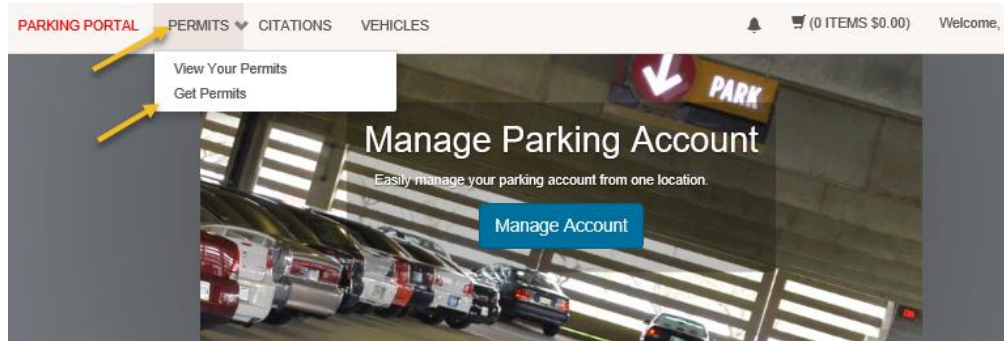 PARKING PORTAL PERMITS CITATIONS VEHICLES (0 ITEMS $0.00) Welcome,
View Your Permits
Get Permits
PARK
Manage Parking Account
Easily manage your parking account from one location.
Manage Account